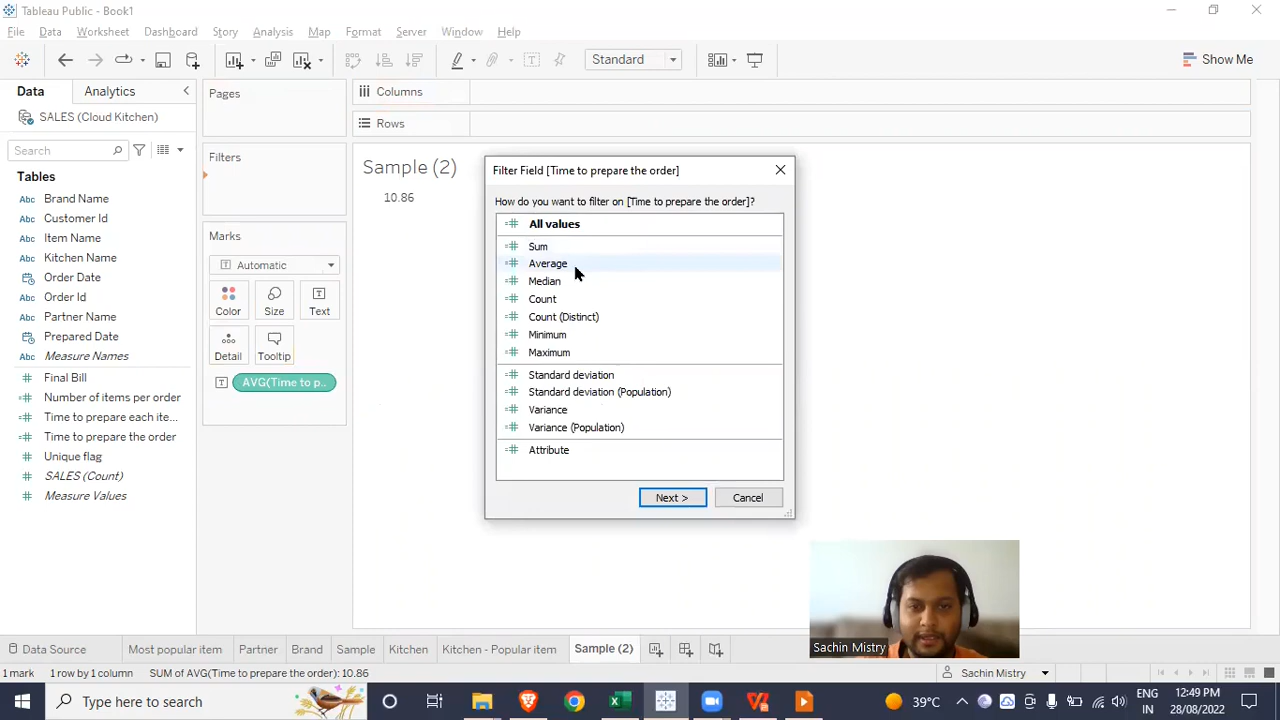 Tableau Public - Book1
File Data Worksheet Dashboard Story Analysis Map Format Server Window Help
Standard
Show Me
Data Analytics
SALES (Cloud Kitchen)
Search
Tables
Abc Brand Name
Abc Customer Id
Abc Item Name
Abc Kitchen Name
Order Date
Abc Order Id
Abc Partner Name
Prepared Date
Abc Measure Names
Final Bill
Number of items per order
Time to prepare each ite...
Time to prepare the order
Unique flag
SALES (Count)
Measure Values
Pages
Filters
Marks
Automatic
Color Size Text
Detail Tooltip
AVG(Time to p..
Columns
Rows
Sample (2)
10.86
Filter Field [Time to prepare the order]
How do you want to filter on [Time to prepare the order]?
All values
Sum
Average
Median
Count
Count (Distinct)
Minimum
Maximum
Standard deviation
Standard deviation (Population)
Variance
Variance (Population)
Attribute
Next > Cancel
Sachin Mistry
Data Source Most popular item Partner Brand Sample Kitchen Kitchen - Popular item Sample (2)
1 mark 1 row by 1 column SUM of AVG(Time to prepare the order): 10.86 Sachin Mistry
Type here to search
39°C
ENG
IN
12:49 PM
28/08/2022